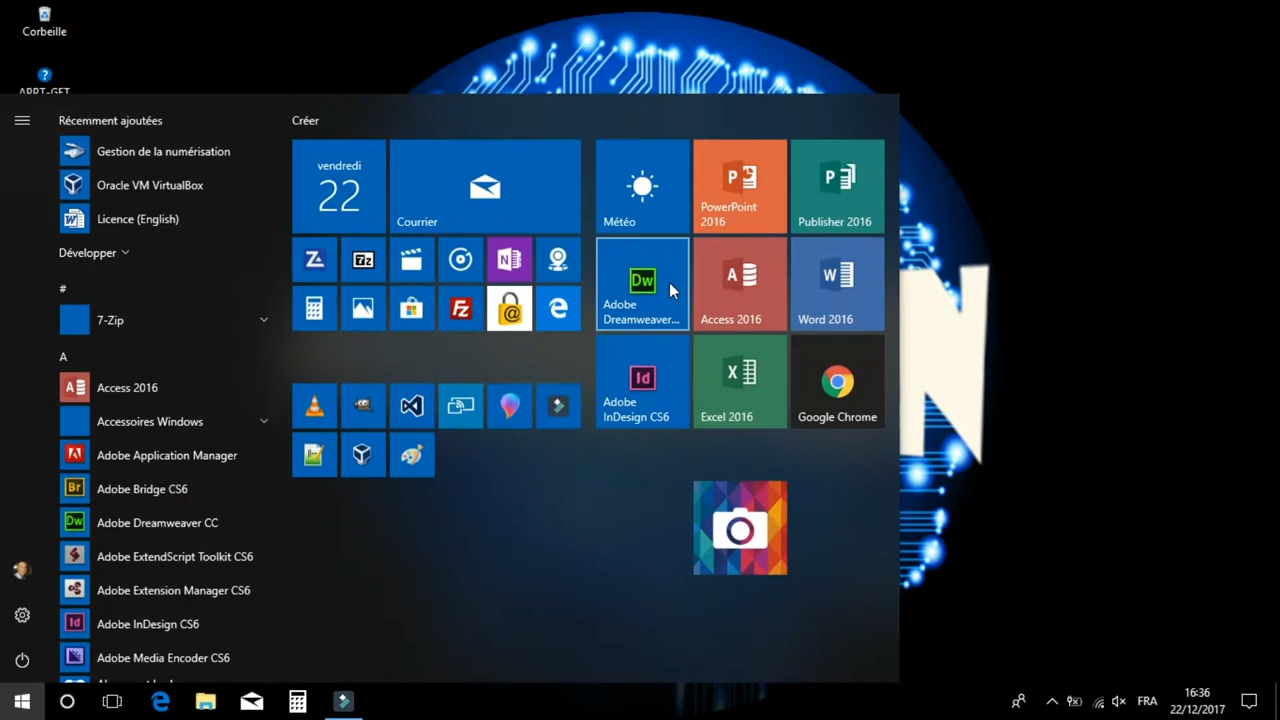 Corbeille
APPT-GET
Récemment ajoutées
Gestion de la numérisation
Oracle VM VirtualBox
Licence (English)
Développer
#
7-Zip
A
Access 2016
Accessoires Windows
Adobe Application Manager
Adobe Bridge CS6
Adobe Dreamweaver CC
Adobe ExtendScript Toolkit CS6
Adobe Extension Manager CS6
Adobe InDesign CS6
Adobe Media Encoder CS6
Créer
vendredi
22
Courrier
Météo
PowerPoint
2016
Publisher 2016
Adobe
Dreamweaver...
Access 2016
Word 2016
Adobe
InDesign CS6
Excel 2016
Google Chrome
N
FRA
16:36
22/12/2017